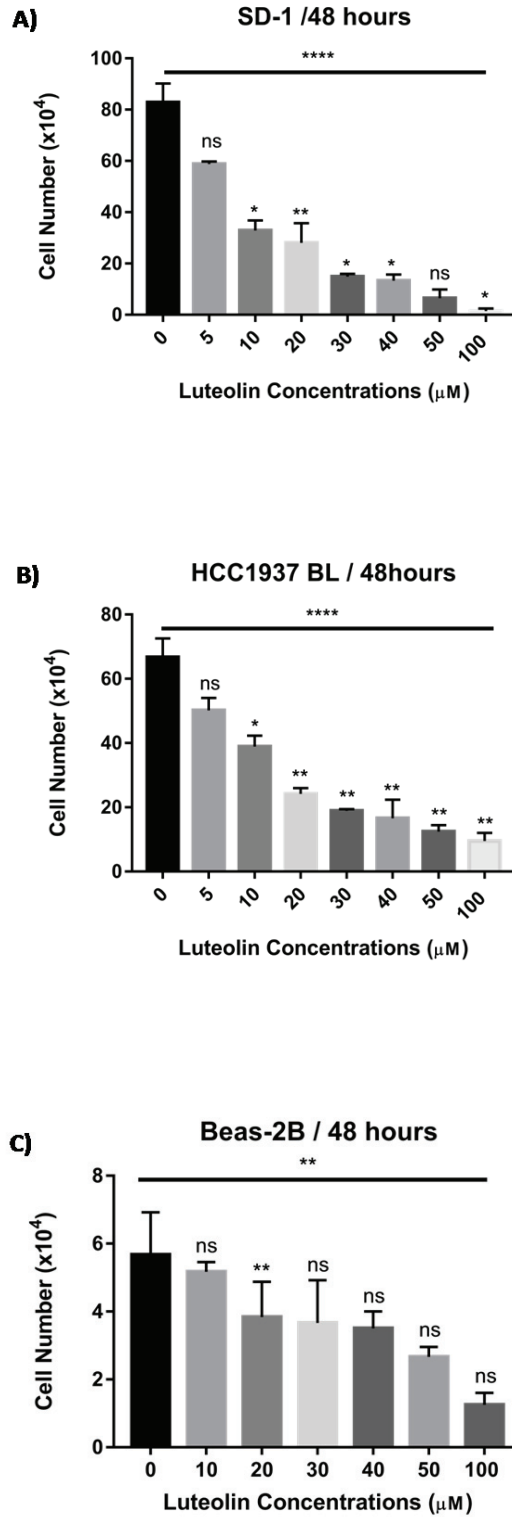 A)
SD-1 /48 hours
****
Cell Number (x10⁴)
100
80
60
40
20
0
ns
*
**
*
*
ns
*
0 5 10 20 30 40 50 100
Luteolin Concentrations (μM)
B)
HCC1937 BL / 48hours
****
Cell Number (x10⁴)
80
60
40
20
0
ns
*
**
**
**
**
**
0 5 10 20 30 40 50 100
Luteolin Concentrations (μM)
C)
Beas-2B / 48 hours
**
Cell Number (x10⁴)
8
6
4
2
0
ns
**
ns
ns
ns
ns
0 10 20 30 40 50 100
Luteolin Concentrations (μM)